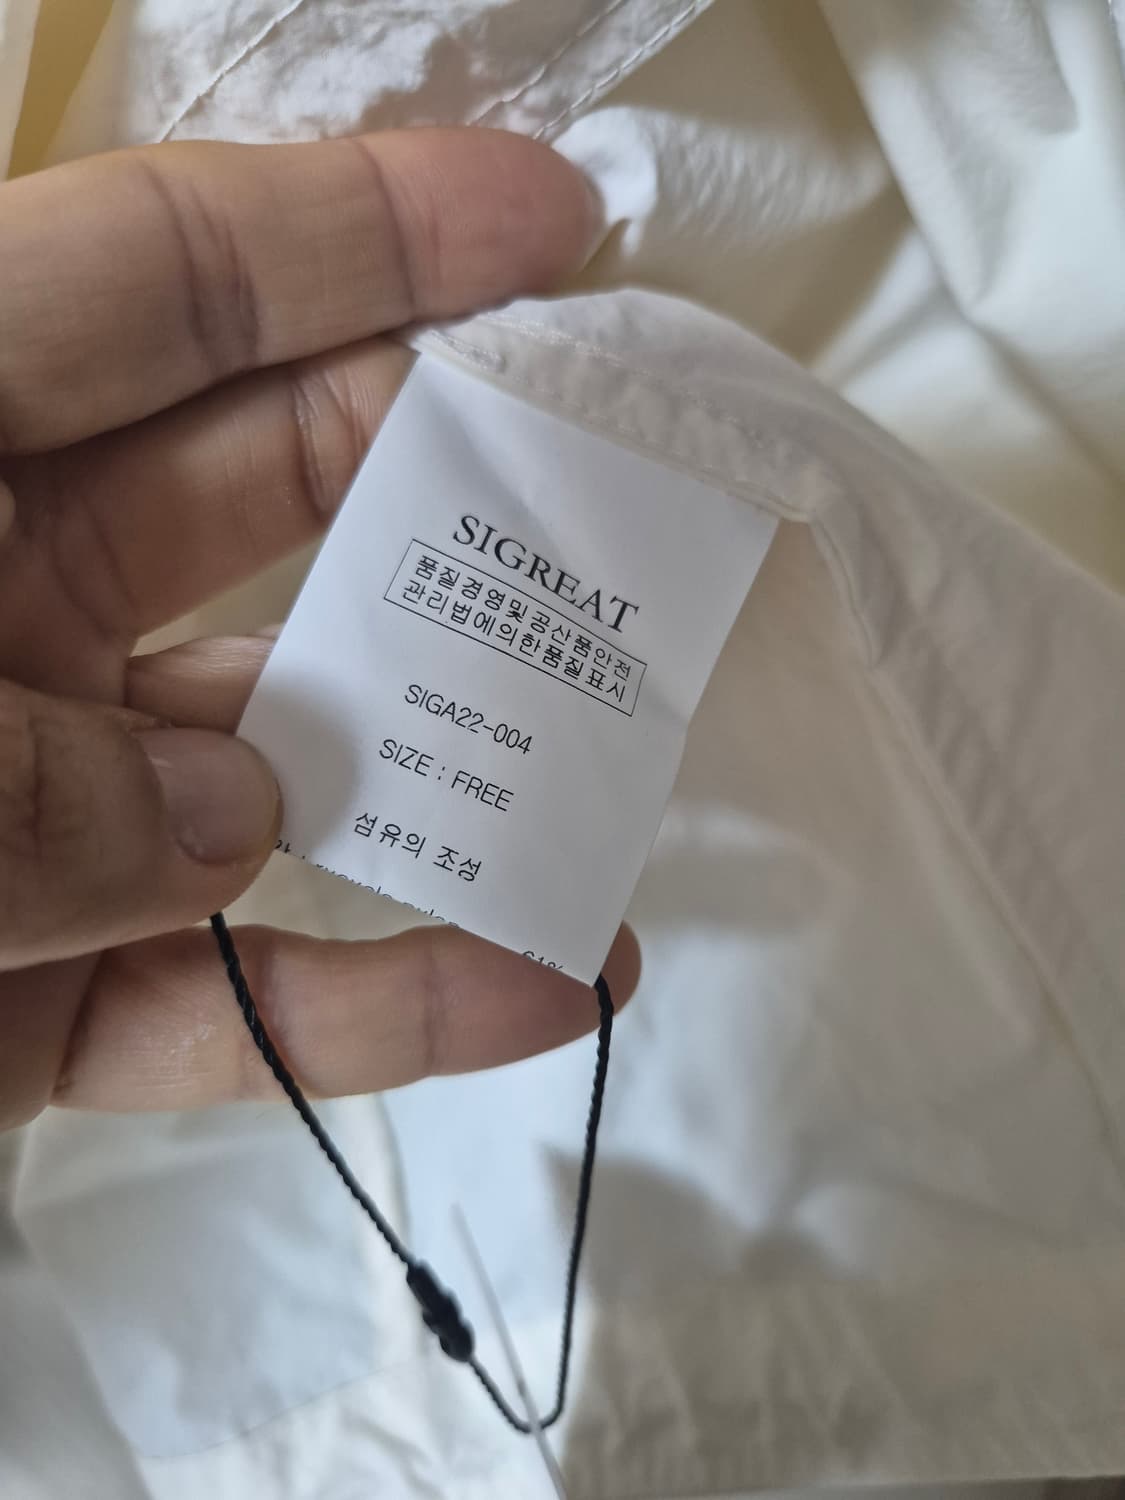 SIGREAT
품질경영및공산품안전
관리법에의한품질표시
SIGA22-004
SIZE : FREE
섬유의 조성